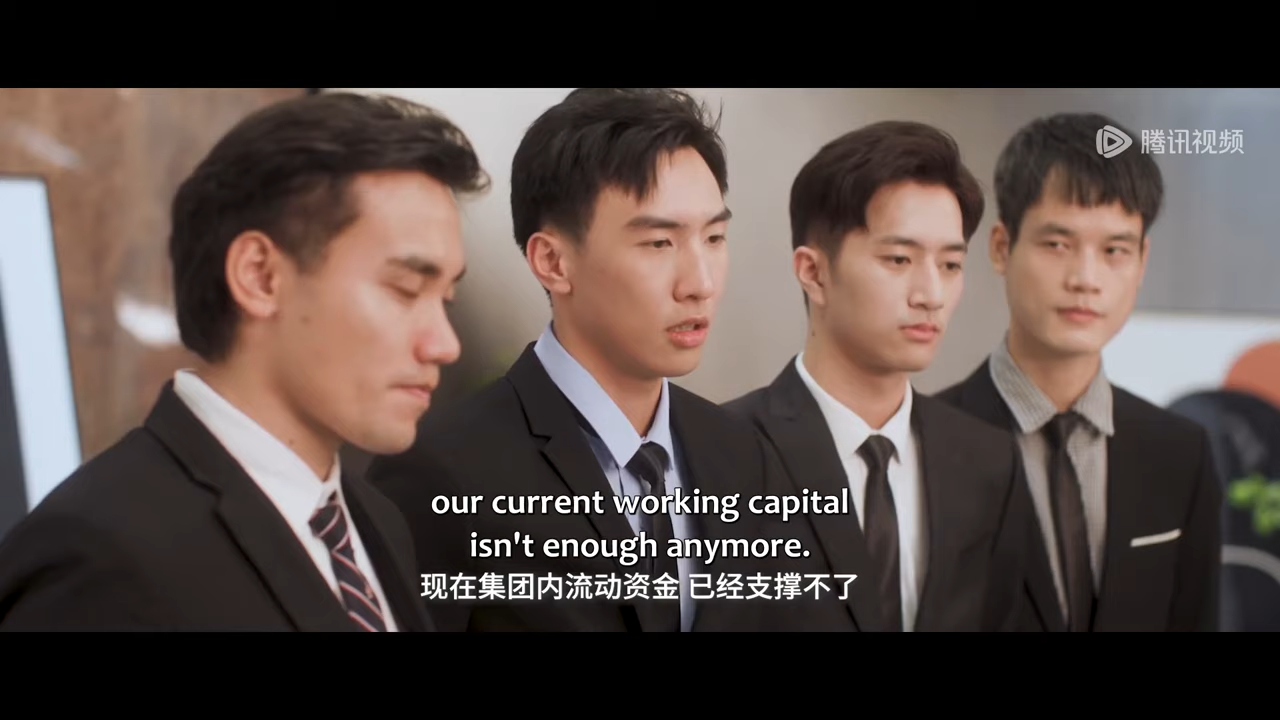 腾讯视频
our current working capital
isn't enough anymore.
现在集团内流动资金 已经支撑不了